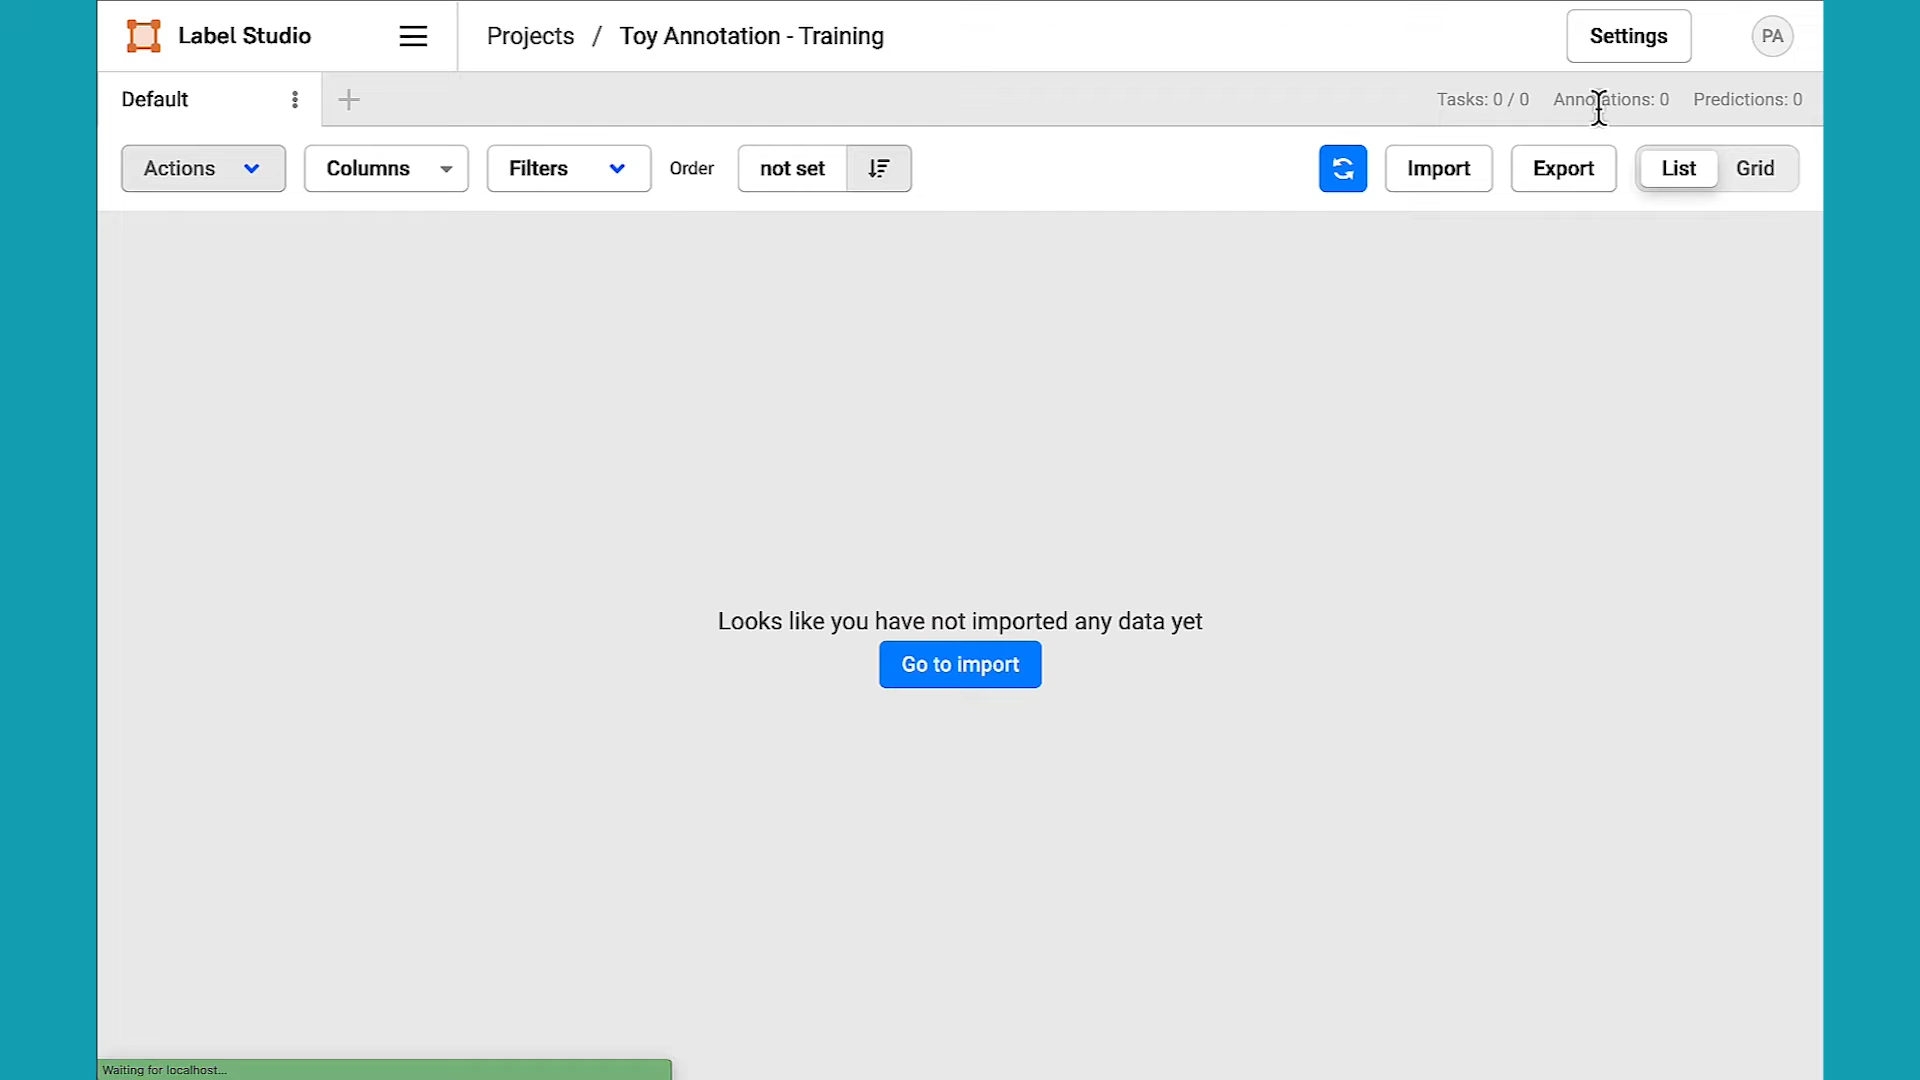 Label Studio
Projects / Toy Annotation - Training
Settings
PA
Default
Tasks: 0 / 0
Annotations: 0
Predictions: 0
Actions
Columns
Filters
Order
not set
Import
Export
List
Grid
Looks like you have not imported any data yet
Go to import
Waiting for localhost...